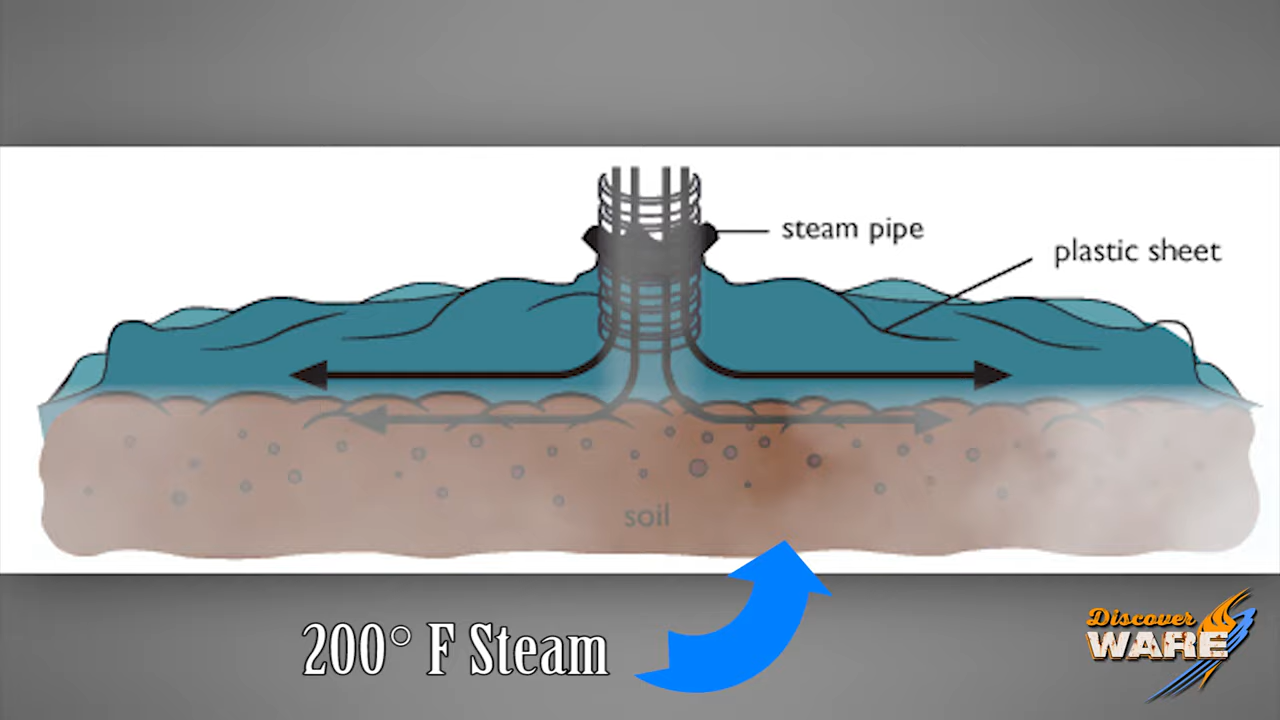 steam pipe
plastic sheet
soil
200° F Steam
Discover
WARE